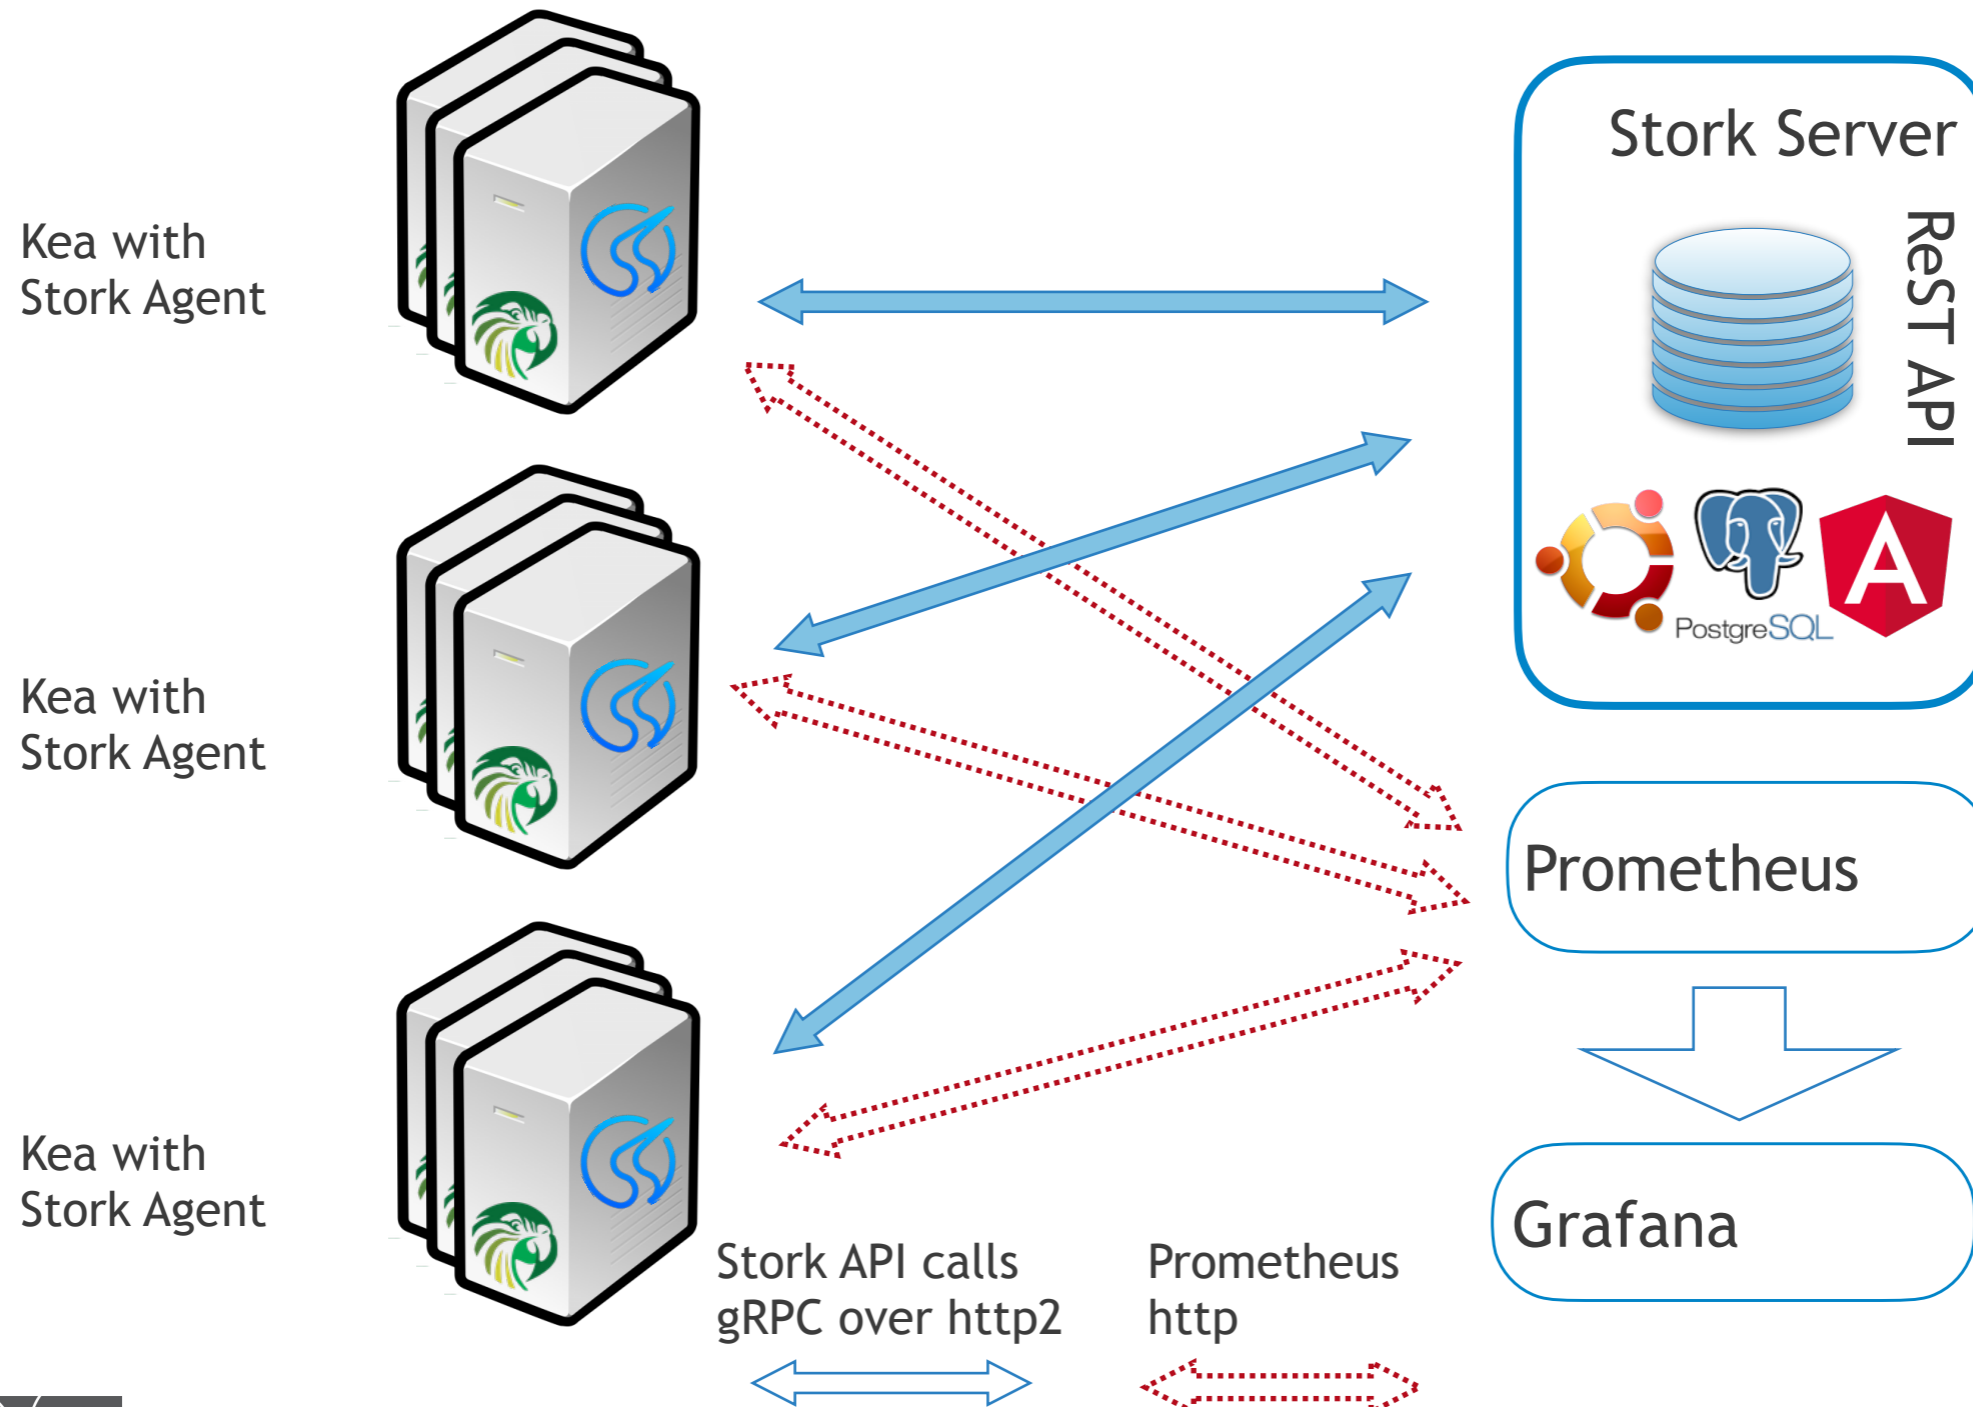 Stork Server
ReST API
PostgreSQL
Kea with
Stork Agent
Kea with
Stork Agent
Prometheus
Kea with
Stork Agent
Grafana
Stork API calls
gRPC over http2
Prometheus
http